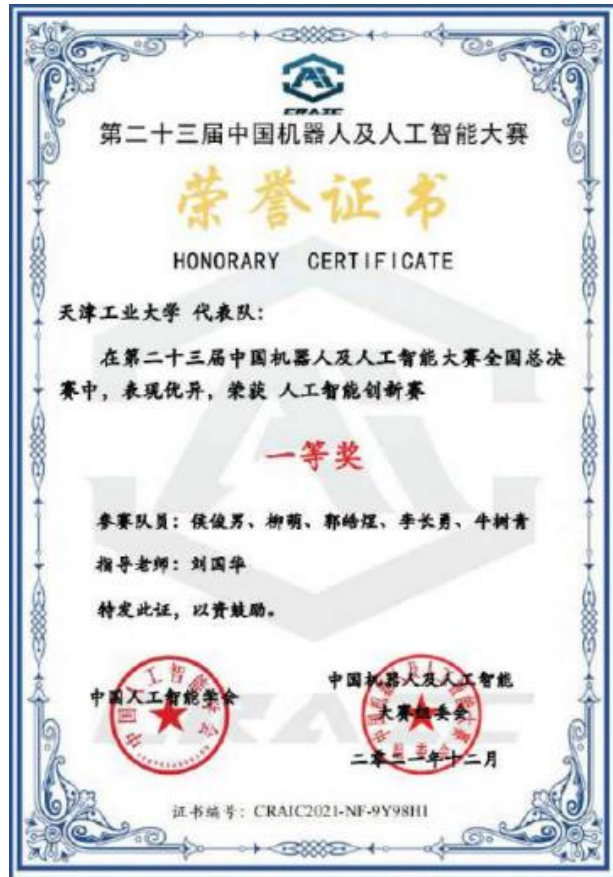 CRAIC
第二十三届中国机器人及人工智能大赛
荣誉证书
HONORARY CERTIFICATE
天津工业大学 代表队：
在第二十三届中国机器人及人工智能大赛全国总决
赛中，表现优异，荣获 人工智能创新赛
一等奖
参赛队员：侯俊男、柳萌、郭皓煜、李长勇、牛树青
指导老师：刘国华
特发此证，以资鼓励。
中国人工智能学会
中国机器人及人工智能
大赛组委会
二零二一年十二月
证书编号：CRAIC2021-NF-9Y98H1